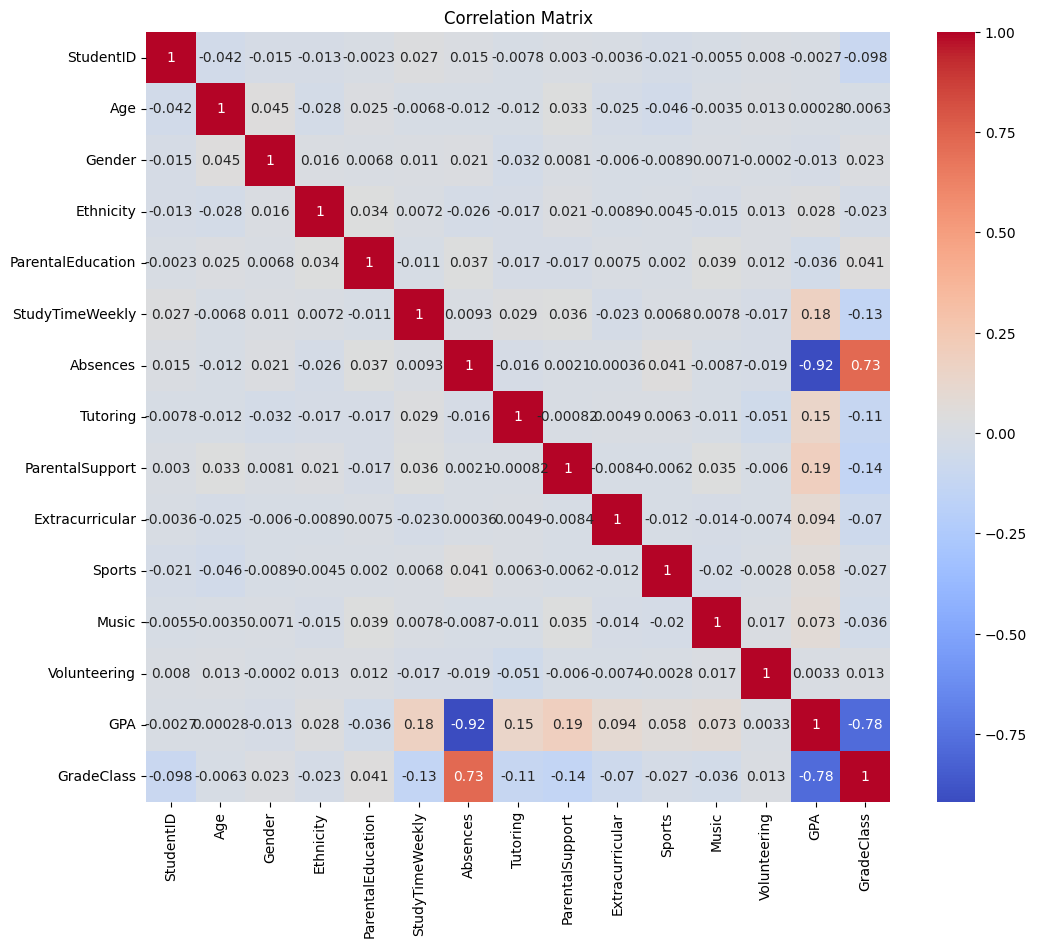 Correlation Matrix
StudentID 1 -0.042 -0.015 -0.013 -0.0023 0.027 0.015 -0.0078 0.003 -0.0036 -0.021 -0.0055 0.008 -0.0027 -0.098
Age -0.042 1 0.045 -0.028 0.025 -0.0068 -0.012 -0.012 0.033 -0.025 -0.046 -0.0035 0.013 0.00028 -0.0063
Gender -0.015 0.045 1 0.016 0.0068 0.011 0.021 -0.032 0.0081 -0.006 -0.0089 0.0071 -0.0002 -0.013 0.023
Ethnicity -0.013 -0.028 0.016 1 0.034 0.0072 -0.026 -0.017 0.021 -0.0089 -0.0045 -0.015 0.013 0.028 -0.023
ParentalEducation -0.0023 0.025 0.0068 0.034 1 -0.011 0.037 -0.017 -0.017 0.0075 0.002 0.039 0.012 -0.036 0.041
StudyTimeWeekly 0.027 -0.0068 0.011 0.0072 -0.011 1 0.0093 0.029 0.036 -0.023 0.0068 0.0078 -0.017 0.18 -0.13
Absences 0.015 -0.012 0.021 -0.026 0.037 0.0093 1 -0.016 0.0021 0.00036 0.041 -0.0087 -0.019 -0.92 0.73
Tutoring -0.0078 -0.012 -0.032 -0.017 -0.017 0.029 -0.016 1 -0.00082 0.0049 0.0063 -0.011 -0.051 0.15 -0.11
ParentalSupport 0.003 0.033 0.0081 0.021 -0.017 0.036 0.0021 -0.00082 1 -0.0084 -0.0062 0.035 -0.006 0.19 -0.14
Extracurricular -0.0036 -0.025 -0.006 -0.0089 0.0075 -0.023 0.00036 0.0049 -0.0084 1 -0.012 -0.014 -0.0074 0.094 -0.07
Sports -0.021 -0.046 -0.0089 -0.0045 0.002 0.0068 0.041 0.0063 -0.0062 -0.012 1 -0.02 -0.0028 0.058 -0.027
Music -0.0055 -0.0035 0.0071 -0.015 0.039 0.0078 -0.0087 -0.011 0.035 -0.014 -0.02 1 0.017 0.073 -0.036
Volunteering 0.008 0.013 -0.0002 0.013 0.012 -0.017 -0.019 -0.051 -0.006 -0.0074 -0.0028 0.017 1 0.0033 0.013
GPA -0.0027 0.00028 -0.013 0.028 -0.036 0.18 -0.92 0.15 0.19 0.094 0.058 0.073 0.0033 1 -0.78
GradeClass -0.098 -0.0063 0.023 -0.023 0.041 -0.13 0.73 -0.11 -0.14 -0.07 -0.027 -0.036 0.013 -0.78 1
StudentID
Age
Gender
Ethnicity
ParentalEducation
StudyTimeWeekly
Absences
Tutoring
ParentalSupport
Extracurricular
Sports
Music
Volunteering
GPA
GradeClass
1.00
0.75
0.50
0.25
0.00
−0.25
−0.50
−0.75